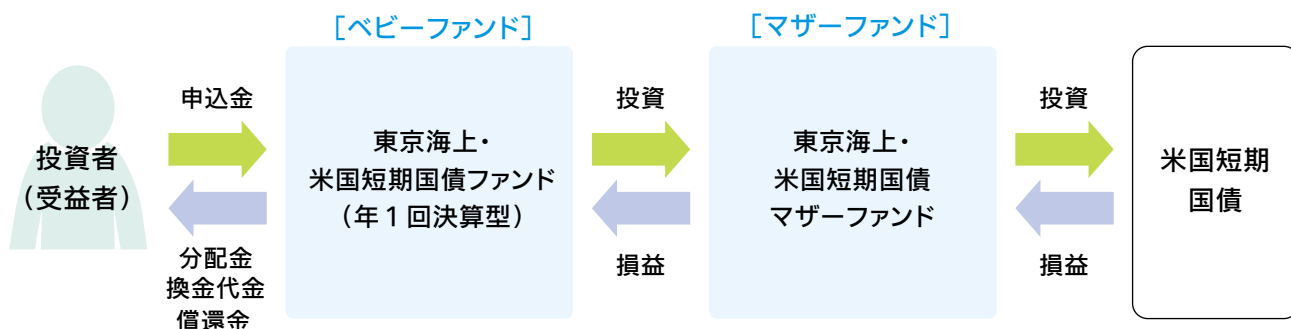 ［ベビーファンド］
［マザーファンド］
投資者
（受益者）
申込金
分配金
換金代金
償還金
東京海上・
米国短期国債ファンド
（年１回決算型）
投資
損益
東京海上・
米国短期国債
マザーファンド
投資
損益
米国短期
国債